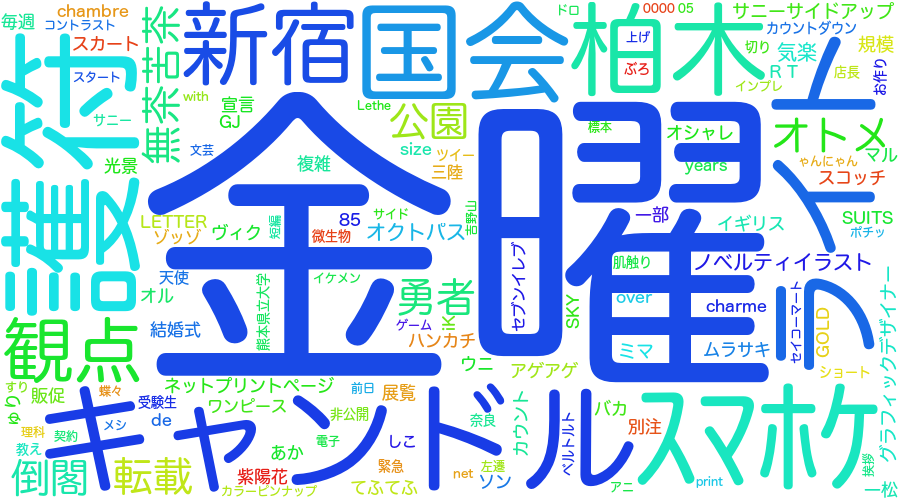 chambre
毎週
コントラスト
スカート
スタート
サニー
with
文芸
護符
無茶苦茶
新宿
国会
柏木
ドロ
0000
05
上げ
ぶろ
切り
サニーサイドアップ
カウントダウン
気楽
規模
RT
店長
お作り
インプレ
宣言
GJ
Lethe
公園
size
ツイー
三陸
標本
オシャレ
years
オトメ
マル
ゃんにゃん
スコッチ
SUITS
ポチッ
光景
複雑
LETTER
ゾッゾ
ヴィク
短編
85
サイド
微生物
オクトパス
吉野山
一部
イギリス
天使
オル
イケメン
熊本県立大学
金曜日
勇者
セブンイレブ
肌触り
ノベルティイラスト
over
charme
SKY
セイコーマート
GOLD
グラフィックデザイナー
結婚式
ゲーム
ハンカチ
iK
観点
ウニ
アゲアゲ
ミマ
ムラサキ
ショート
ネットプリントページ
すり
蝶々
前日
展覧
販促
受験生
ワンピース
非公開
奈良
カウント
バカ
別注
ゅり
理科
契約
メシ
de
キャンドル
電子
しこ
ベルトルト
スマホケ
教え
あか
倒閣
転載
紫陽花
カラーピンナップ
緊急
てふてふ
net
左遷
ソン
アニ
print
挨拶
一松